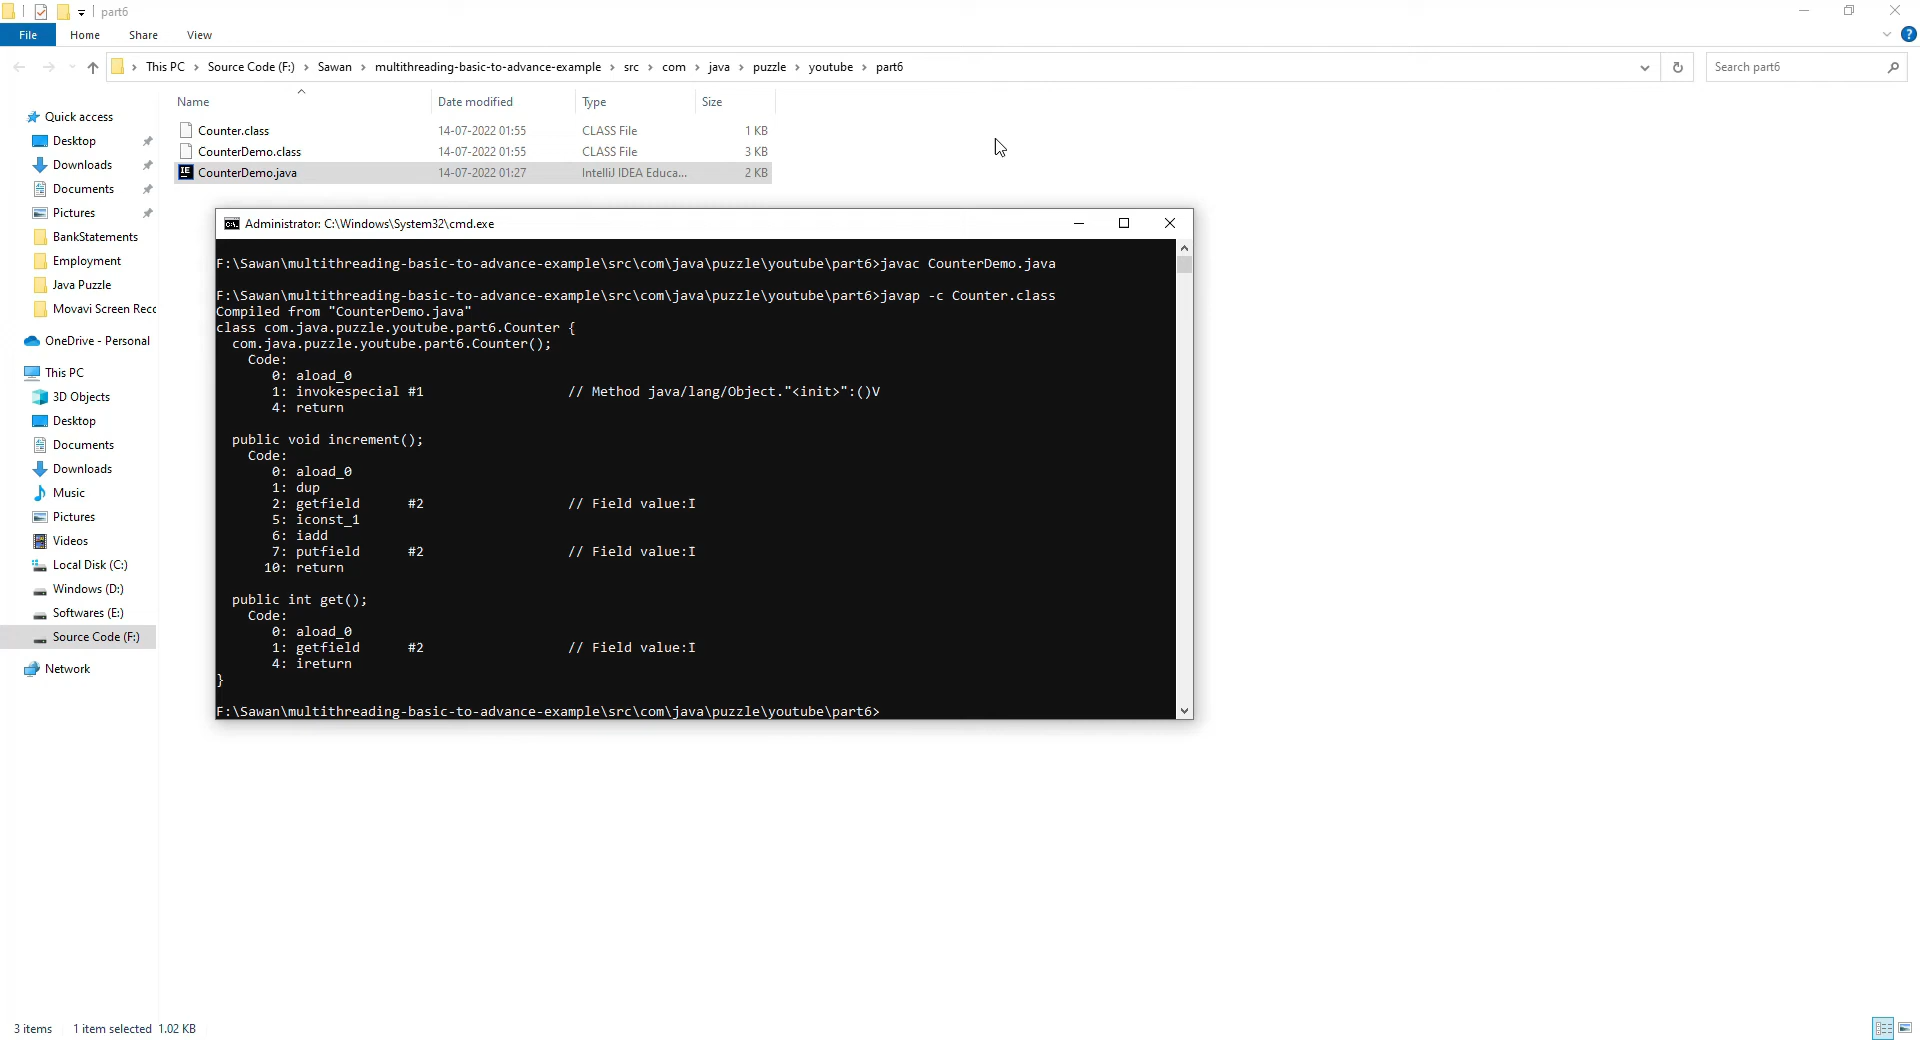 part6
File Home Share View
This PC › Source Code (F:) › Sawan › multithreading-basic-to-advance-example › src › com › java › puzzle › youtube › part6
Search part6
Name Date modified Type Size
Counter.class 14-07-2022 01:55 CLASS File 1 KB
CounterDemo.class 14-07-2022 01:55 CLASS File 3 KB
CounterDemo.java 14-07-2022 01:27 IntelliJ IDEA Educa... 2 KB
Quick access
Desktop
Downloads
Documents
Pictures
BankStatements
Employment
Java Puzzle
Movavi Screen Reco
OneDrive - Personal
This PC
3D Objects
Desktop
Documents
Downloads
Music
Pictures
Videos
Local Disk (C:)
Windows (D:)
Softwares (E:)
Source Code (F:)
Network
Administrator: C:\Windows\System32\cmd.exe
F:\Sawan\multithreading-basic-to-advance-example\src\com\java\puzzle\youtube\part6>javac CounterDemo.java
F:\Sawan\multithreading-basic-to-advance-example\src\com\java\puzzle\youtube\part6>javap -c Counter.class
Compiled from "CounterDemo.java"
class com.java.puzzle.youtube.part6.Counter {
com.java.puzzle.youtube.part6.Counter();
Code:
0: aload_0
1: invokespecial #1 // Method java/lang/Object."<init>":()V
4: return
public void increment();
Code:
0: aload_0
1: dup
2: getfield #2 // Field value:I
5: iconst_1
6: iadd
7: putfield #2 // Field value:I
10: return
public int get();
Code:
0: aload_0
1: getfield #2 // Field value:I
4: ireturn
}
F:\Sawan\multithreading-basic-to-advance-example\src\com\java\puzzle\youtube\part6>
3 items 1 item selected 1.02 KB